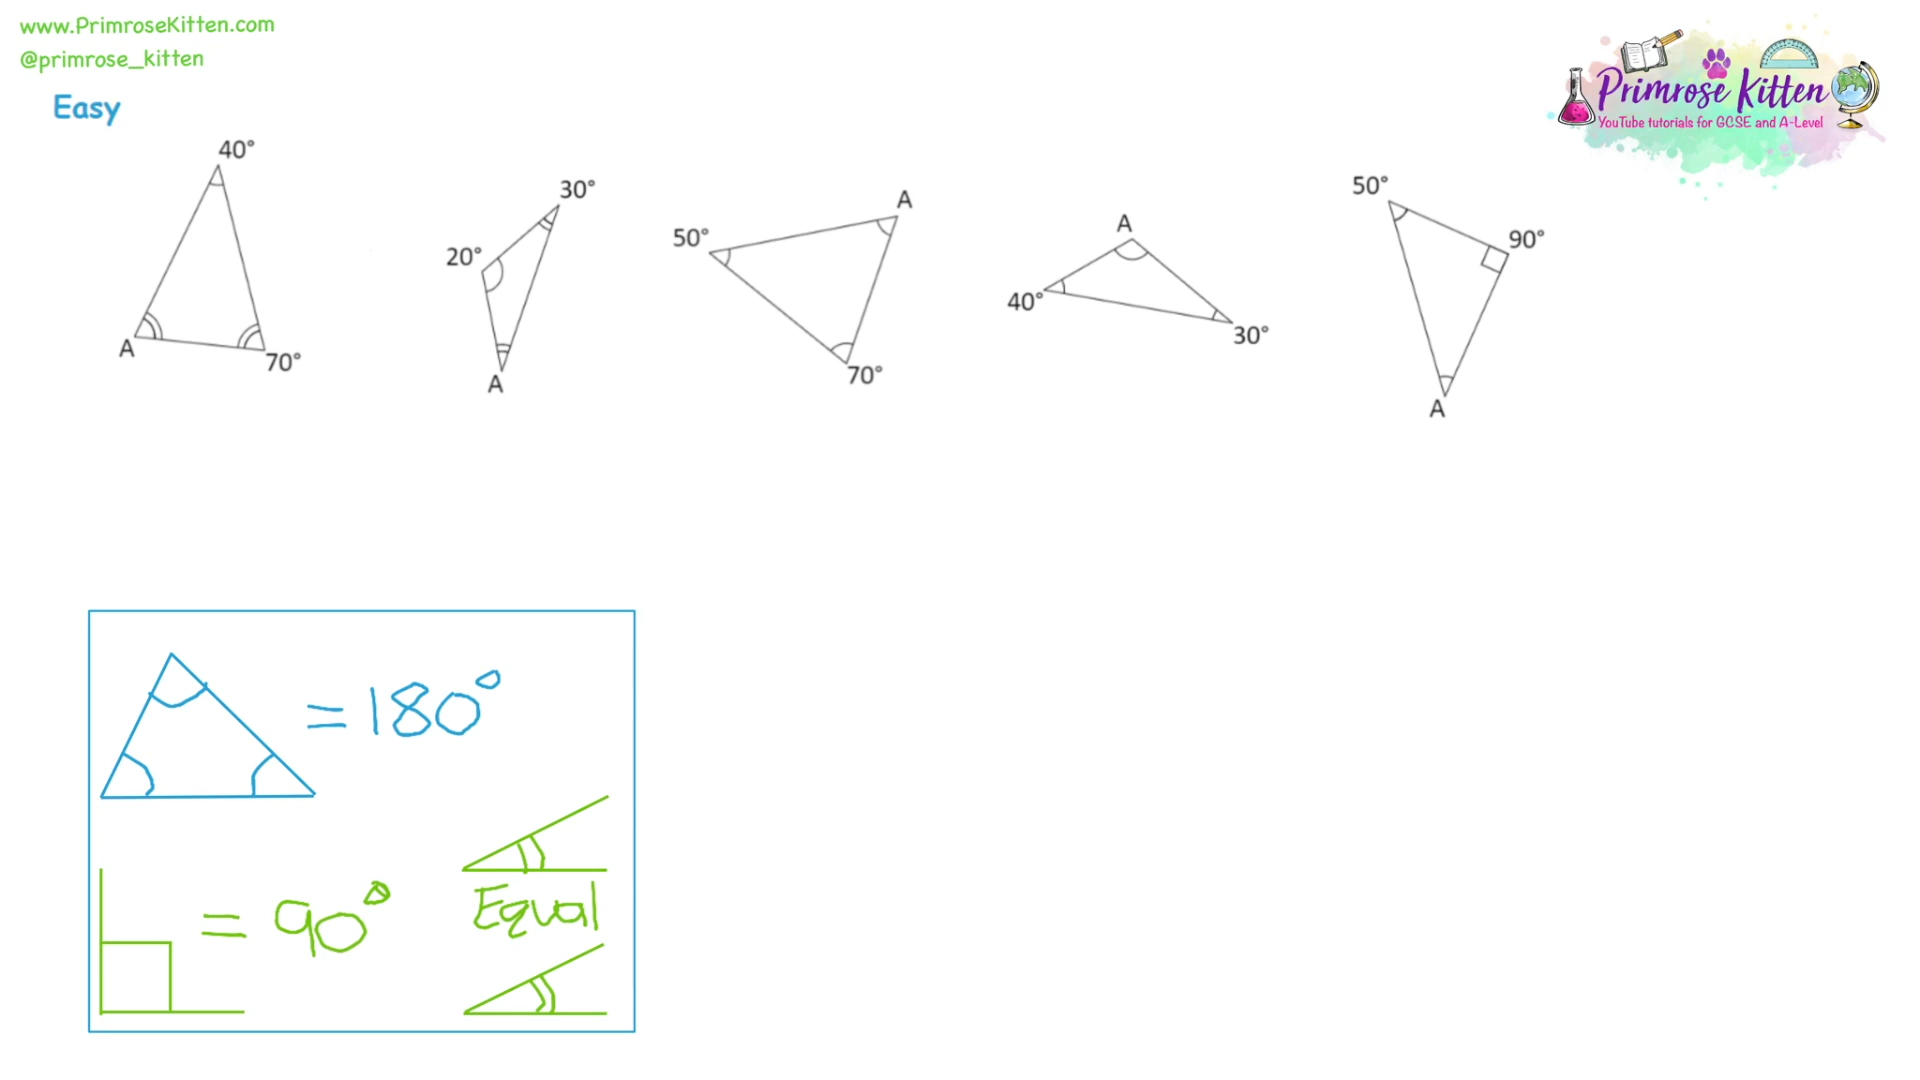 www.PrimroseKitten.com
@primrose_kitten
Primrose Kitten
YouTube tutorials for GCSE and A-Level
Easy
40°
A
70°
30°
20°
A
50°
A
70°
A
40°
30°
50°
90°
A
= 180°
= 90°
Equal